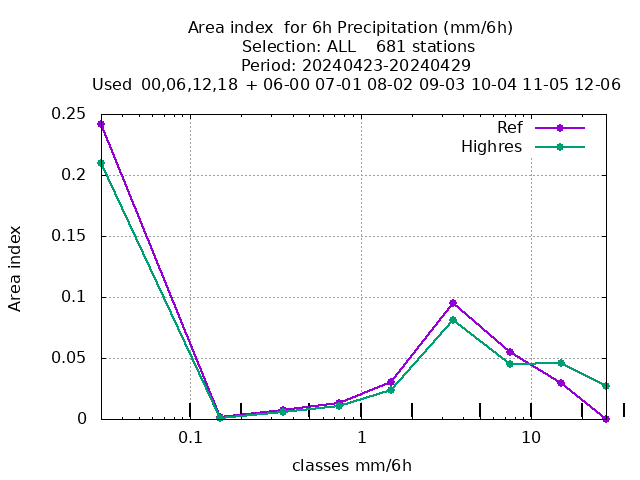 Area index  for 6h Precipitation (mm/6h)
Selection: ALL    681 stations
Period: 20240423-20240429
Used  00,06,12,18  + 06-00 07-01 08-02 09-03 10-04 11-05 12-06
0.25
Ref
Highres
0.2
0.15
Area index
0.1
0.05
0
0.1 1 10
classes mm/6h